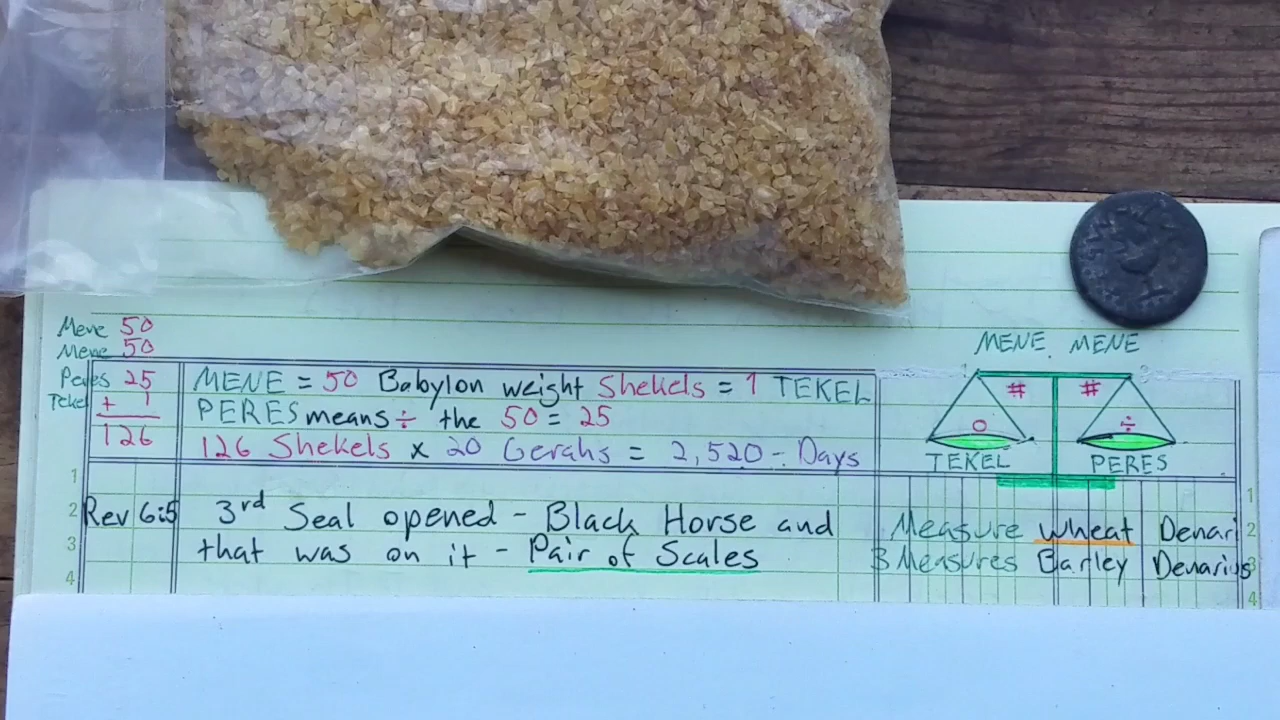 Mene 50
Mene 50
Peres 25
Tekel + 1
126
MENE = 50 Babylon weight Shekels = 1 TEKEL
PERES means ÷ the 50 = 25
126 Shekels x 20 Gerahs = 2,520 - Days
MENE MENE
# #
0 ÷
TEKEL PERES
1 1
2 Rev 6:5 3rd Seal opened - Black Horse and Measure wheat Denari 2
3 that was on it - Pair of Scales 3 Measures Barley Denarius 3
4 4